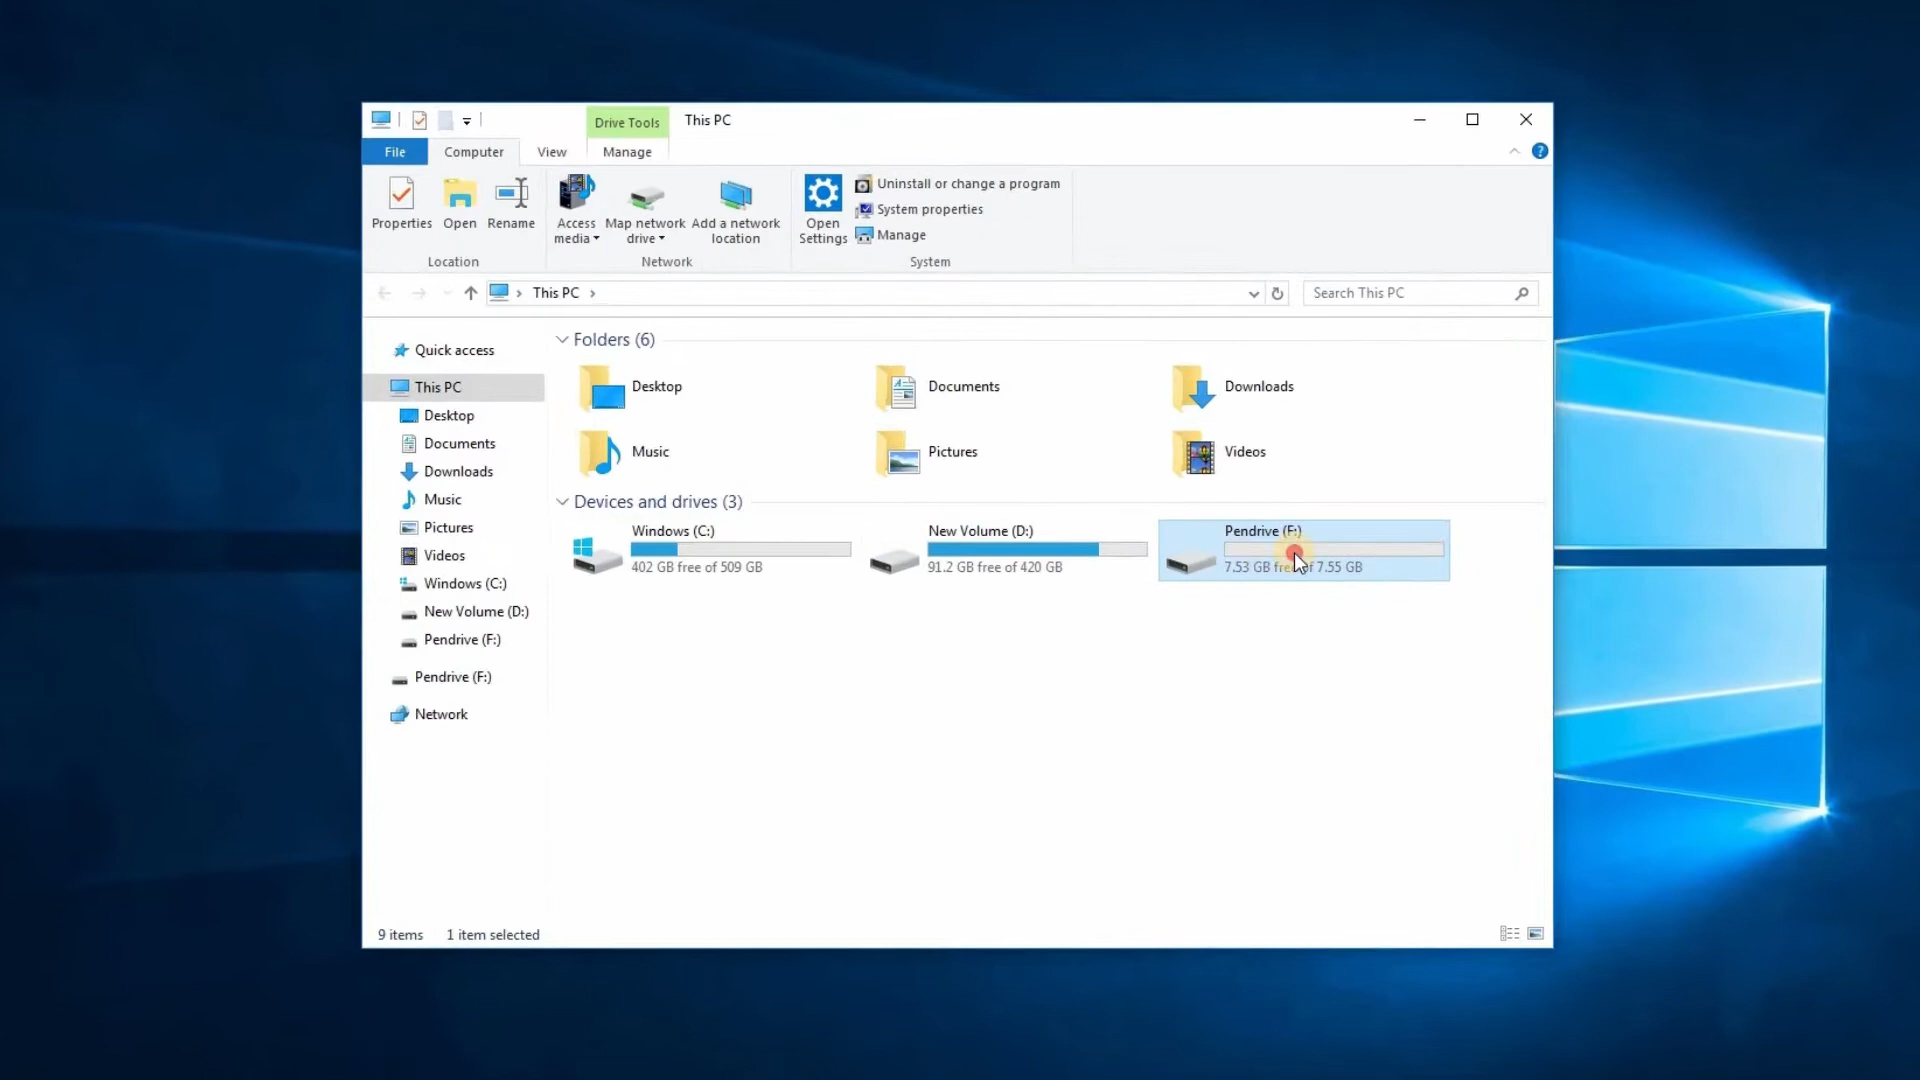 Drive Tools
This PC
File
Computer
View
Manage
?
Properties
Open
Rename
Access
media
Map network
drive
Add a network
location
Open
Settings
Uninstall or change a program
System properties
Manage
Location
Network
System
This PC
Search This PC
Quick access
This PC
Desktop
Documents
Downloads
Music
Pictures
Videos
Windows (C:)
New Volume (D:)
Pendrive (F:)
Pendrive (F:)
Network
Folders (6)
Desktop
Documents
Downloads
Music
Pictures
Videos
Devices and drives (3)
Windows (C:)
402 GB free of 509 GB
New Volume (D:)
91.2 GB free of 420 GB
Pendrive (F:)
7.53 GB free of 7.55 GB
9 items
1 item selected